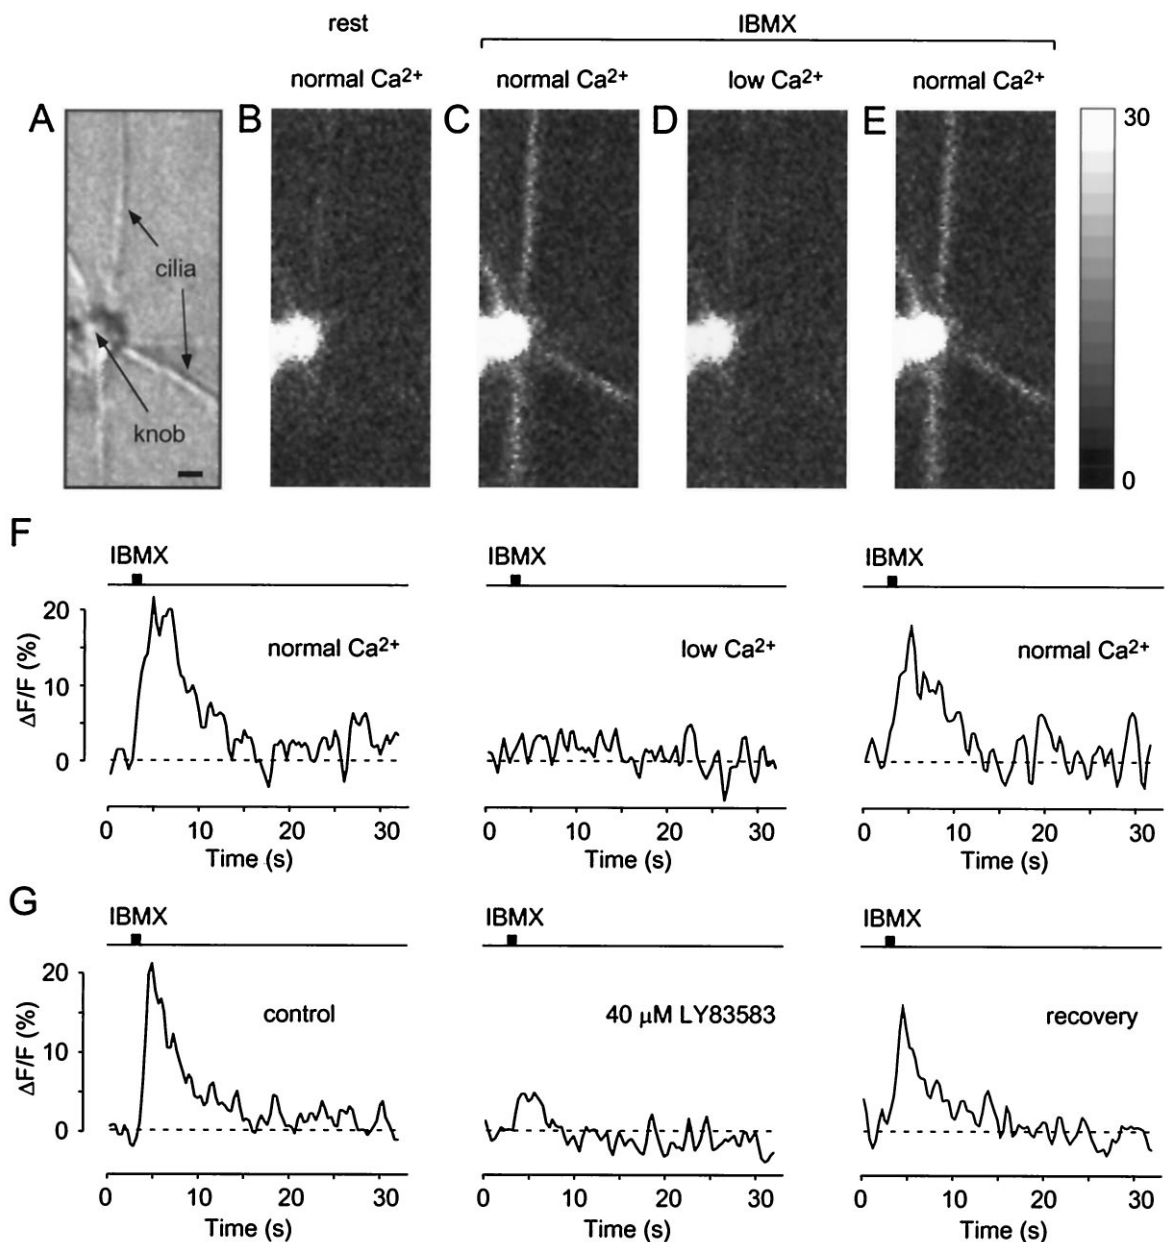 rest
IBMX
normal Ca²⁺
normal Ca²⁺
low Ca²⁺
normal Ca²⁺
A
B
C
D
E
30
0
cilia
knob
F
IBMX
IBMX
IBMX
normal Ca²⁺
low Ca²⁺
normal Ca²⁺
ΔF/F (%)
20
10
0
0 10 20 30
0 10 20 30
0 10 20 30
Time (s)
Time (s)
Time (s)
G
IBMX
IBMX
IBMX
control
40 μM LY83583
recovery
ΔF/F (%)
20
10
0
0 10 20 30
0 10 20 30
0 10 20 30
Time (s)
Time (s)
Time (s)